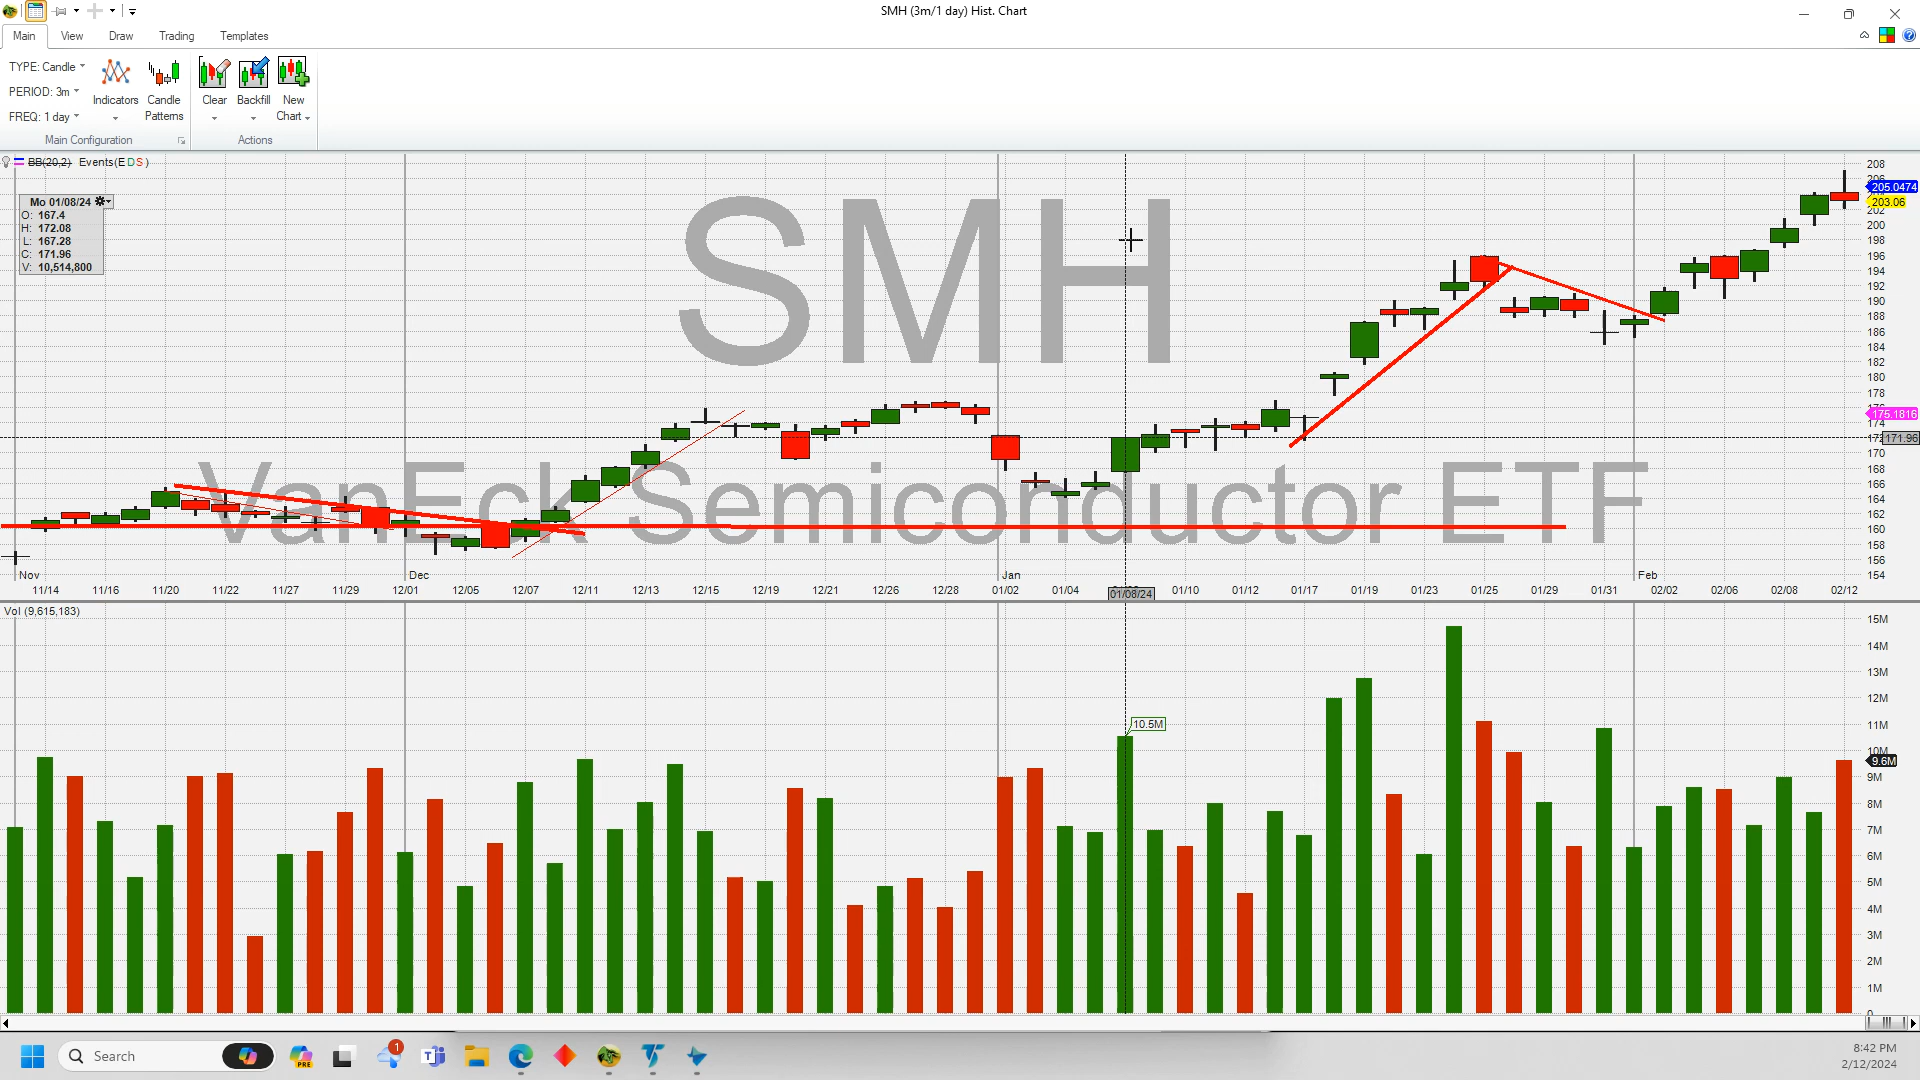 SMH (3m/1 day) Hist. Chart
Main View Draw Trading Templates
TYPE: Candle
PERIOD: 3m
FREQ: 1 day
Indicators
Candle Patterns
Clear
Backfill
New Chart
Main Configuration
Actions
BB(20,2) Events(EDS)
Mo 01/08/24
O: 167.4
H: 172.08
L: 167.28
C: 171.96
V: 10,514,800
SMH
VanEck Semiconductor ETF
208
205.0474
203.06
202
200
198
196
194
192
190
188
186
184
182
180
178
175.1816
174
171.96
170
168
166
164
162
160
158
156
154
Nov Dec Jan Feb
11/14 11/16 11/20 11/22 11/27 11/29 12/01 12/05 12/07 12/11 12/13 12/15 12/19 12/21 12/26 12/28 01/02 01/04 01/08/24 01/10 01/12 01/17 01/19 01/23 01/25 01/29 01/31 02/02 02/06 02/08 02/12
Vol (9,615,183)
15M
14M
13M
12M
11M
10.5M
10M
9.6M
9M
8M
7M
6M
5M
4M
3M
2M
1M
0
Search
PRE
1
8:42 PM
2/12/2024